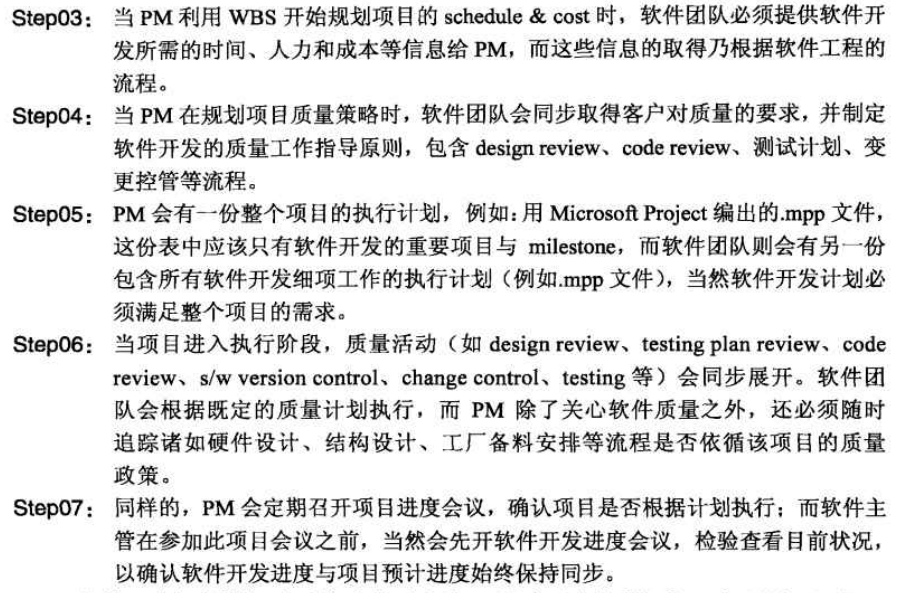 Step03： 当 PM 利用 WBS 开始规划项目的 schedule & cost 时，软件团队必须提供软件开
发所需的时间、人力和成本等信息给 PM，而这些信息的取得乃根据软件工程的
流程。
Step04： 当 PM 在规划项目质量策略时，软件团队会同步取得客户对质量的要求，并制定
软件开发的质量工作指导原则，包含 design review、code review、测试计划、变
更控管等流程。
Step05： PM 会有一份整个项目的执行计划，例如：用 Microsoft Project 编出的.mpp 文件，
这份表中应该只有软件开发的重要项目与 milestone，而软件团队则会有另一份
包含所有软件开发细项工作的执行计划（例如.mpp 文件），当然软件开发计划必
须满足整个项目的需求。
Step06： 当项目进入执行阶段，质量活动（如 design review、testing plan review、code
review、s/w version control、change control、testing 等）会同步展开。软件团
队会根据既定的质量计划执行，而 PM 除了关心软件质量之外，还必须随时
追踪诸如硬件设计、结构设计、工厂备料安排等流程是否依循该项目的质量
政策。
Step07： 同样的，PM 会定期召开项目进度会议，确认项目是否根据计划执行；而软件主
管在参加此项目会议之前，当然会先开软件开发进度会议，检验查看目前状况，
以确认软件开发进度与项目预计进度始终保持同步。